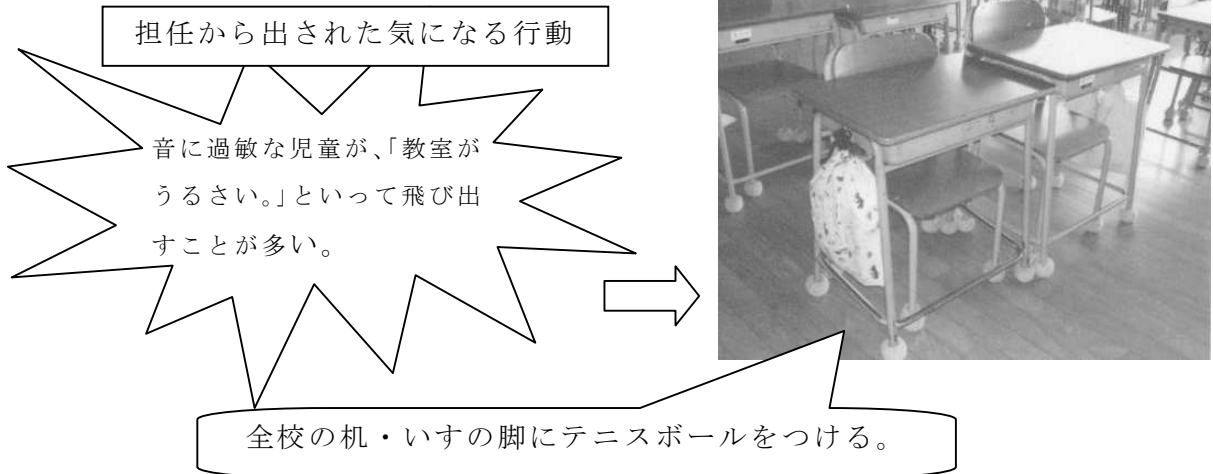 担任から出された気になる行動
音に過敏な児童が、「教室が
うるさい。」といって飛び出
すことが多い。
全校の机・いすの脚にテニスボールをつける。